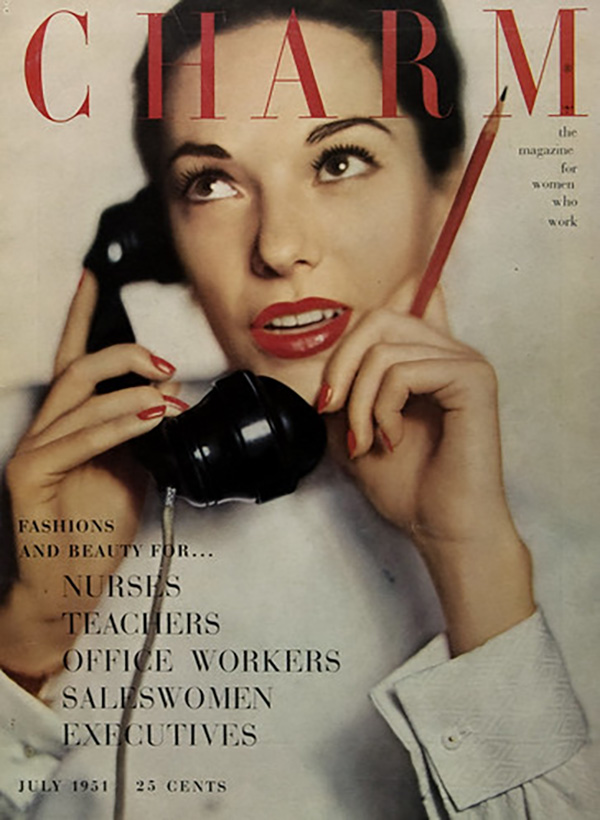 CHARM
the
magazine
for
women
who
work
FASHIONS
AND BEAUTY FOR...
NURSES
TEACHERS
OFFICE WORKERS
SALESWOMEN
EXECUTIVES
JULY 1951 25 CENTS